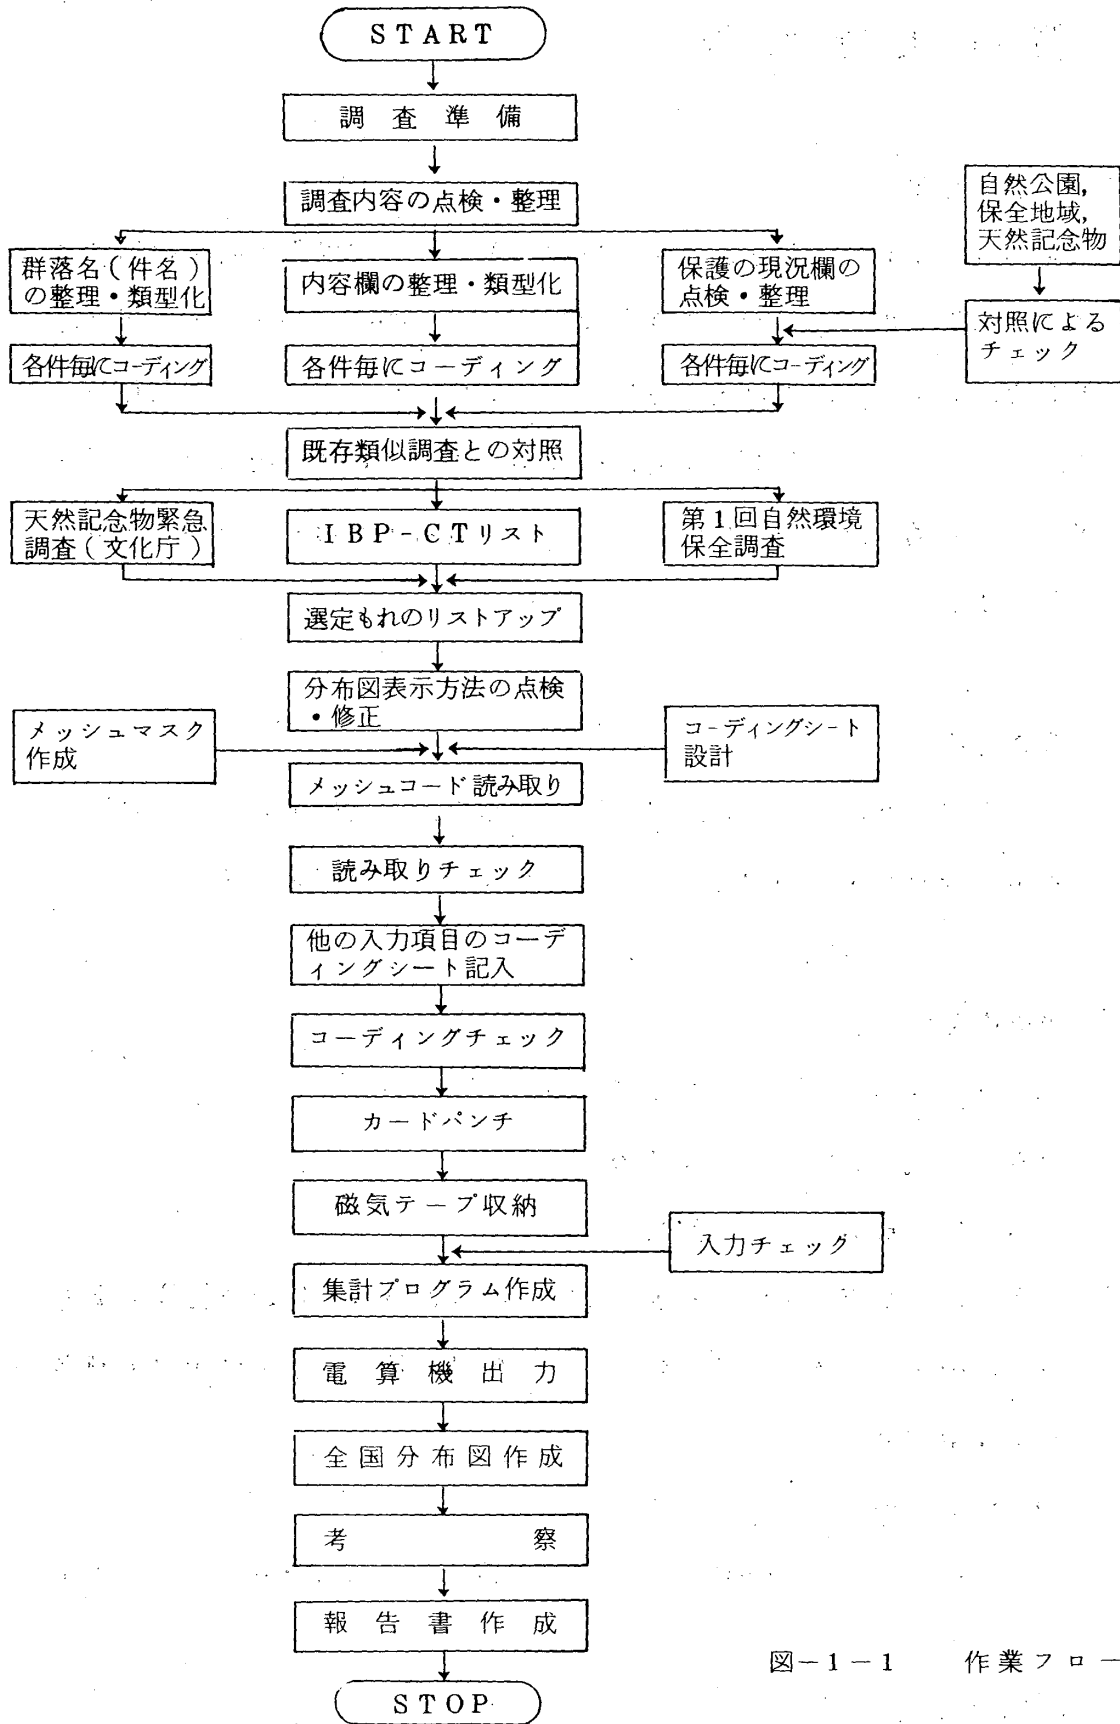 START
調査準備
調査内容の点検・整理
自然公園,
保全地域,
天然記念物
群落名(件名)
の整理・類型化
内容欄の整理・類型化
保護の現況欄の
点検・整理
対照による
チェック
各件毎にコーディング
各件毎にコーディング
各件毎にコーディング
既存類似調査との対照
天然記念物緊急
調査(文化庁)
IBP-CTリスト
第1回自然環境
保全調査
選定もれのリストアップ
分布図表示方法の点検
・修正
メッシュマスク
作成
コーディングシート
設計
メッシュコード読み取り
読み取りチェック
他の入力項目のコーデ
ィングシート記入
コーディングチェック
カードパンチ
磁気テープ収納
入力チェック
集計プログラム作成
電算機出力
全国分布図作成
考察
報告書作成
図-1-1 作業フロー
STOP